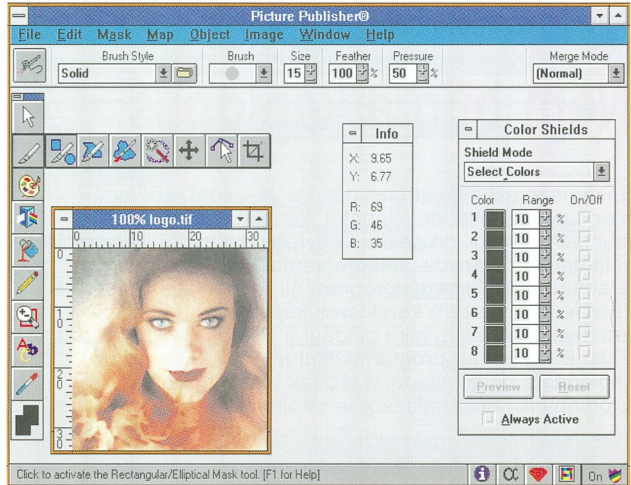 Picture Publisher®
File Edit Mask Map Object Image Window Help
Brush Style Brush Size Feather Pressure Merge Mode
Solid 15 100 % 50 % (Normal)
Info
X: 9.65
Y: 6.77
R: 69
G: 46
B: 35
Color Shields
Shield Mode
Select Colors
Color Range On/Off
1 10 %
2 10 %
3 10 %
4 10 %
5 10 %
6 10 %
7 10 %
8 10 %
Preview Reset
Always Active
100% logo.tif
0 10 20 30
0
10
20
30
Abc
Click to activate the Rectangular/Elliptical Mask tool. [F1 for Help]
On